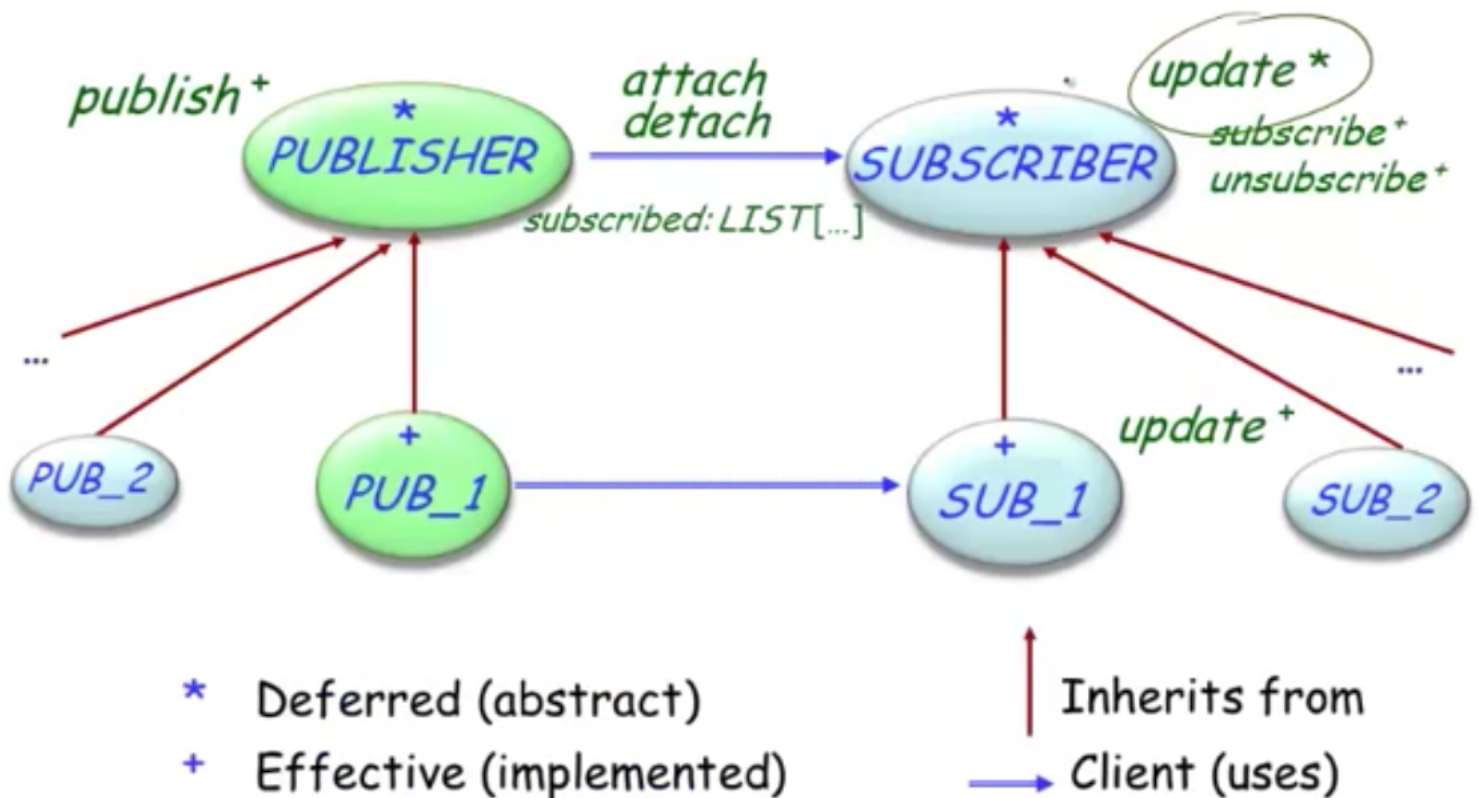 publish +
*
PUBLISHER
attach
detach
subscribed: LIST[...]
*
SUBSCRIBER
update *
subscribe +
unsubscribe +
...
...
PUB_2
+
PUB_1
+
SUB_1
update +
SUB_2
* Deferred (abstract)
+ Effective (implemented)
Inherits from
Client (uses)